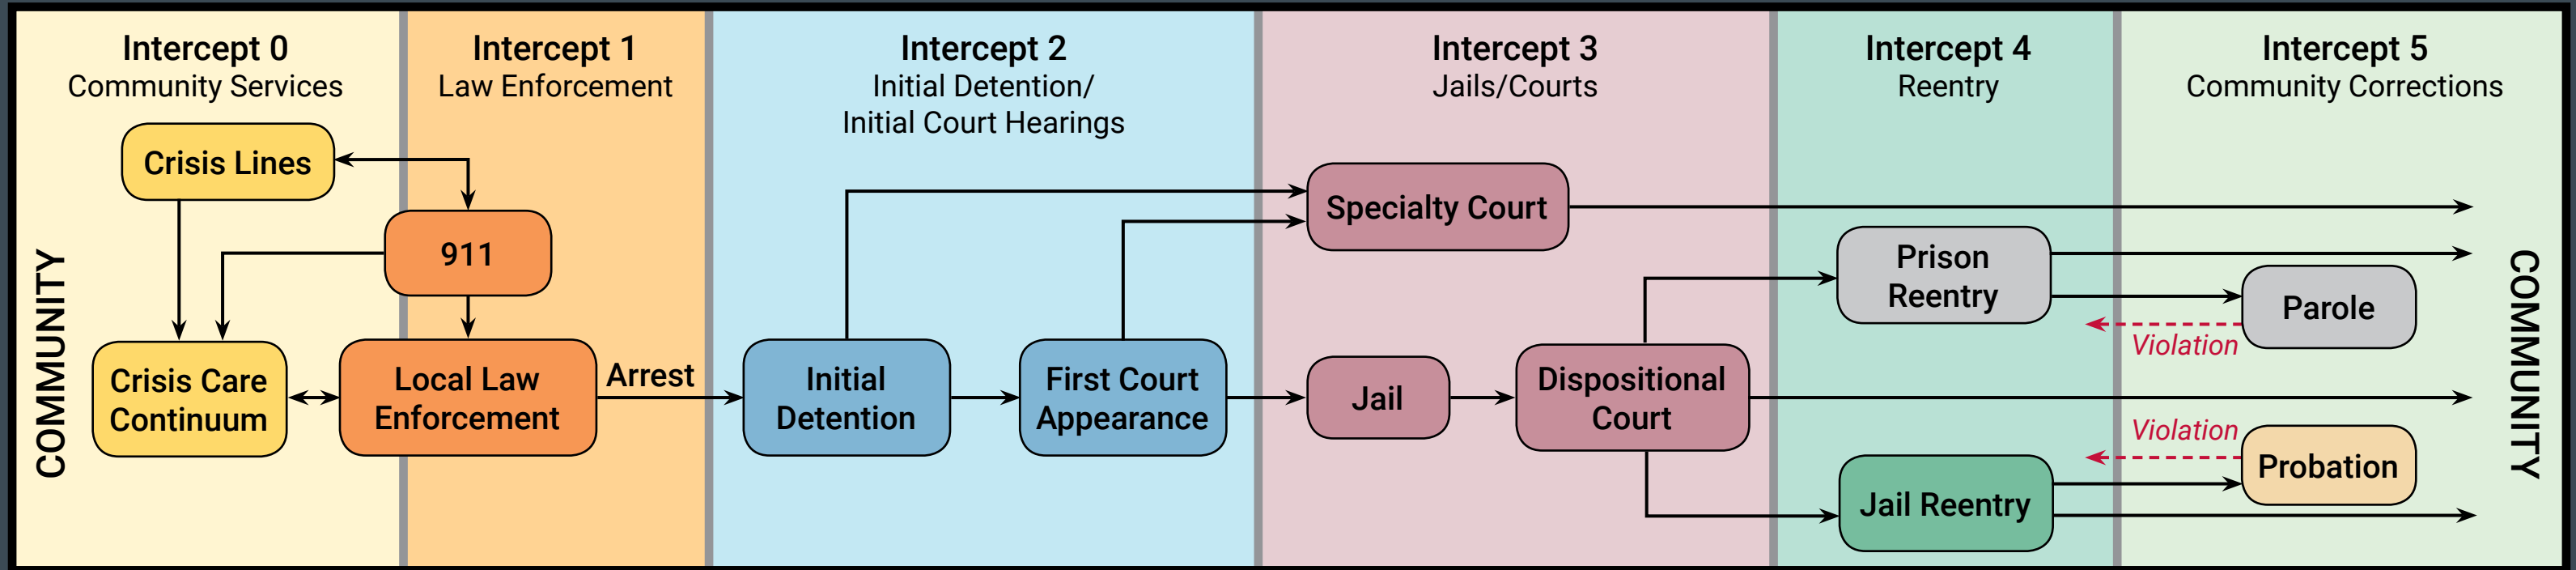 Intercept 0
Community Services
Intercept 1
Law Enforcement
Intercept 2
Initial Detention/
Initial Court Hearings
Intercept 3
Jails/Courts
Intercept 4
Reentry
Intercept 5
Community Corrections
COMMUNITY
Crisis Lines
911
Crisis Care
Continuum
Local Law
Enforcement
Arrest
Initial
Detention
First Court
Appearance
Specialty Court
Jail
Dispositional
Court
Prison
Reentry
Jail Reentry
Parole
Violation
Violation
Probation
COMMUNITY